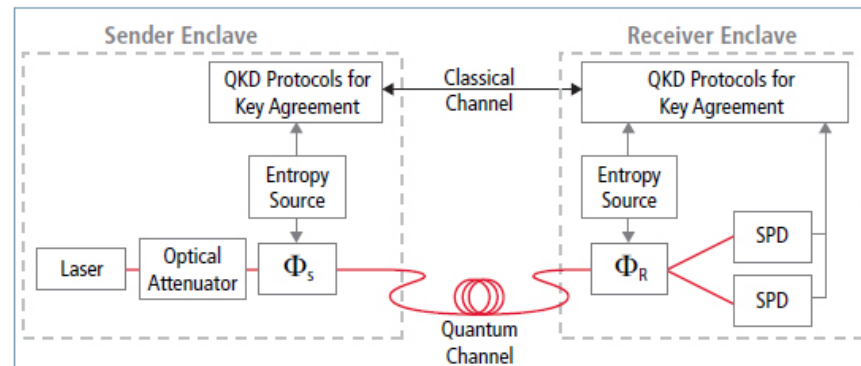 Sender Enclave
Receiver Enclave
QKD Protocols for
Key Agreement
Classical
Channel
QKD Protocols for
Key Agreement
Entropy
Source
Entropy
Source
Laser
Optical
Attenuator
Φs
Quantum
Channel
ΦR
SPD
SPD